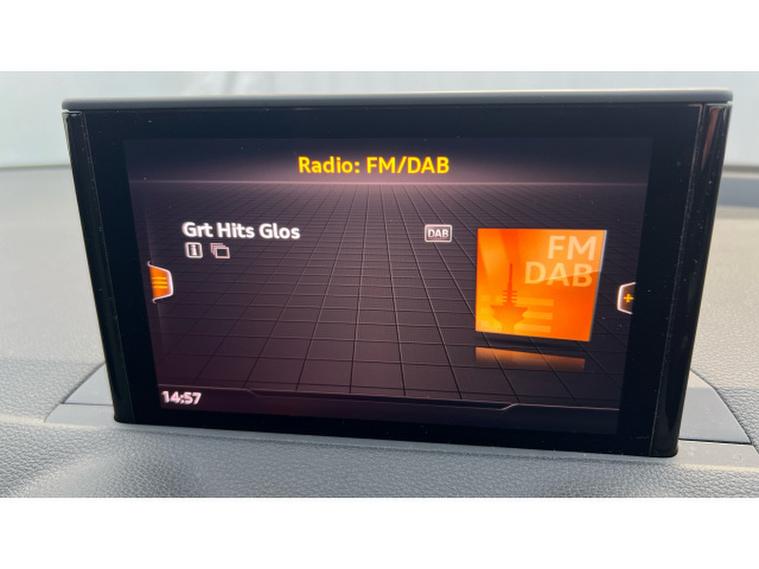 Radio: FM/DAB
Grt Hits Glos
DAB
FM
DAB
14:57